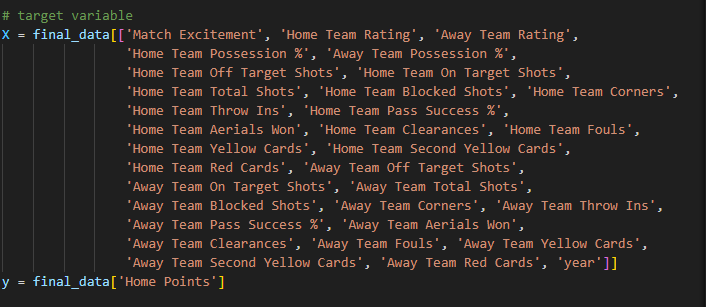 # target variable
X = final_data[['Match Excitement', 'Home Team Rating', 'Away Team Rating',
'Home Team Possession %', 'Away Team Possession %',
'Home Team Off Target Shots', 'Home Team On Target Shots',
'Home Team Total Shots', 'Home Team Blocked Shots', 'Home Team Corners',
'Home Team Throw Ins', 'Home Team Pass Success %',
'Home Team Aerials Won', 'Home Team Clearances', 'Home Team Fouls',
'Home Team Yellow Cards', 'Home Team Second Yellow Cards',
'Home Team Red Cards', 'Away Team Off Target Shots',
'Away Team On Target Shots', 'Away Team Total Shots',
'Away Team Blocked Shots', 'Away Team Corners', 'Away Team Throw Ins',
'Away Team Pass Success %', 'Away Team Aerials Won',
'Away Team Clearances', 'Away Team Fouls', 'Away Team Yellow Cards',
'Away Team Second Yellow Cards', 'Away Team Red Cards', 'year']]
y = final_data['Home Points']